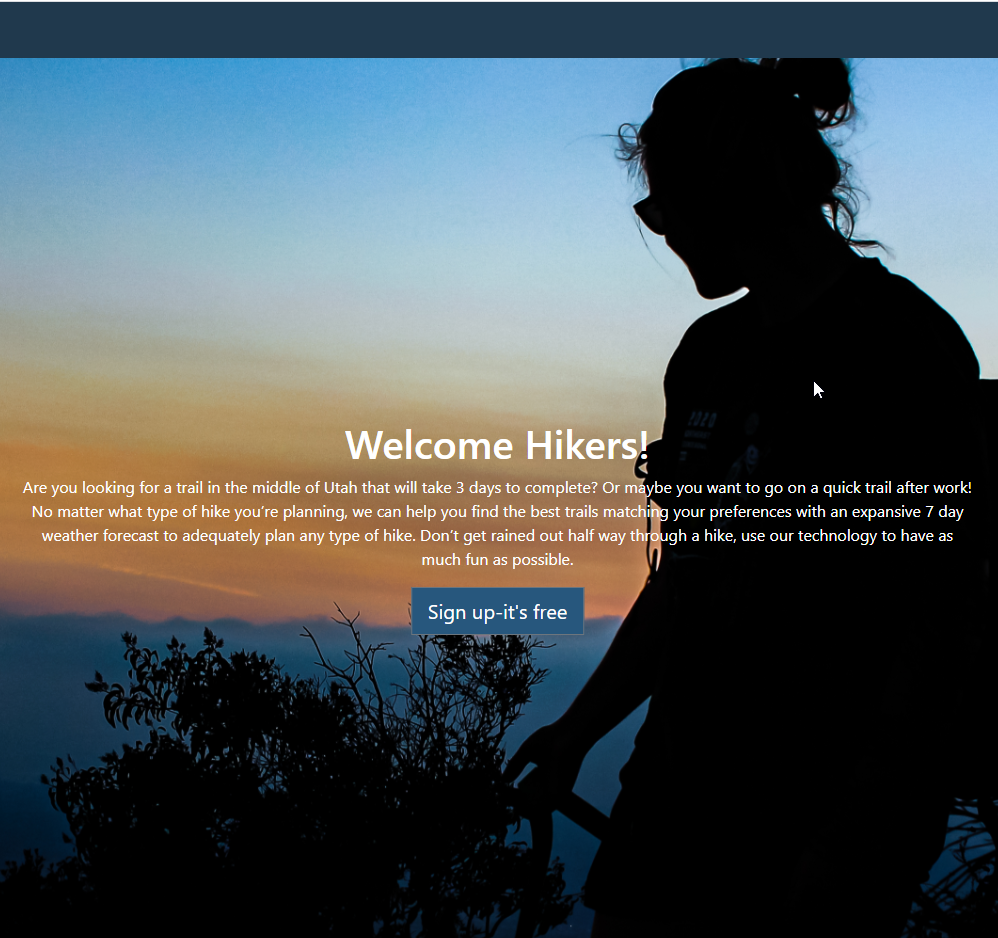 Welcome Hikers!
Are you looking for a trail in the middle of Utah that will take 3 days to complete? Or maybe you want to go on a quick trail after work!
No matter what type of hike you’re planning, we can help you find the best trails matching your preferences with an expansive 7 day
weather forecast to adequately plan any type of hike. Don’t get rained out half way through a hike, use our technology to have as
much fun as possible.
Sign up-it's free